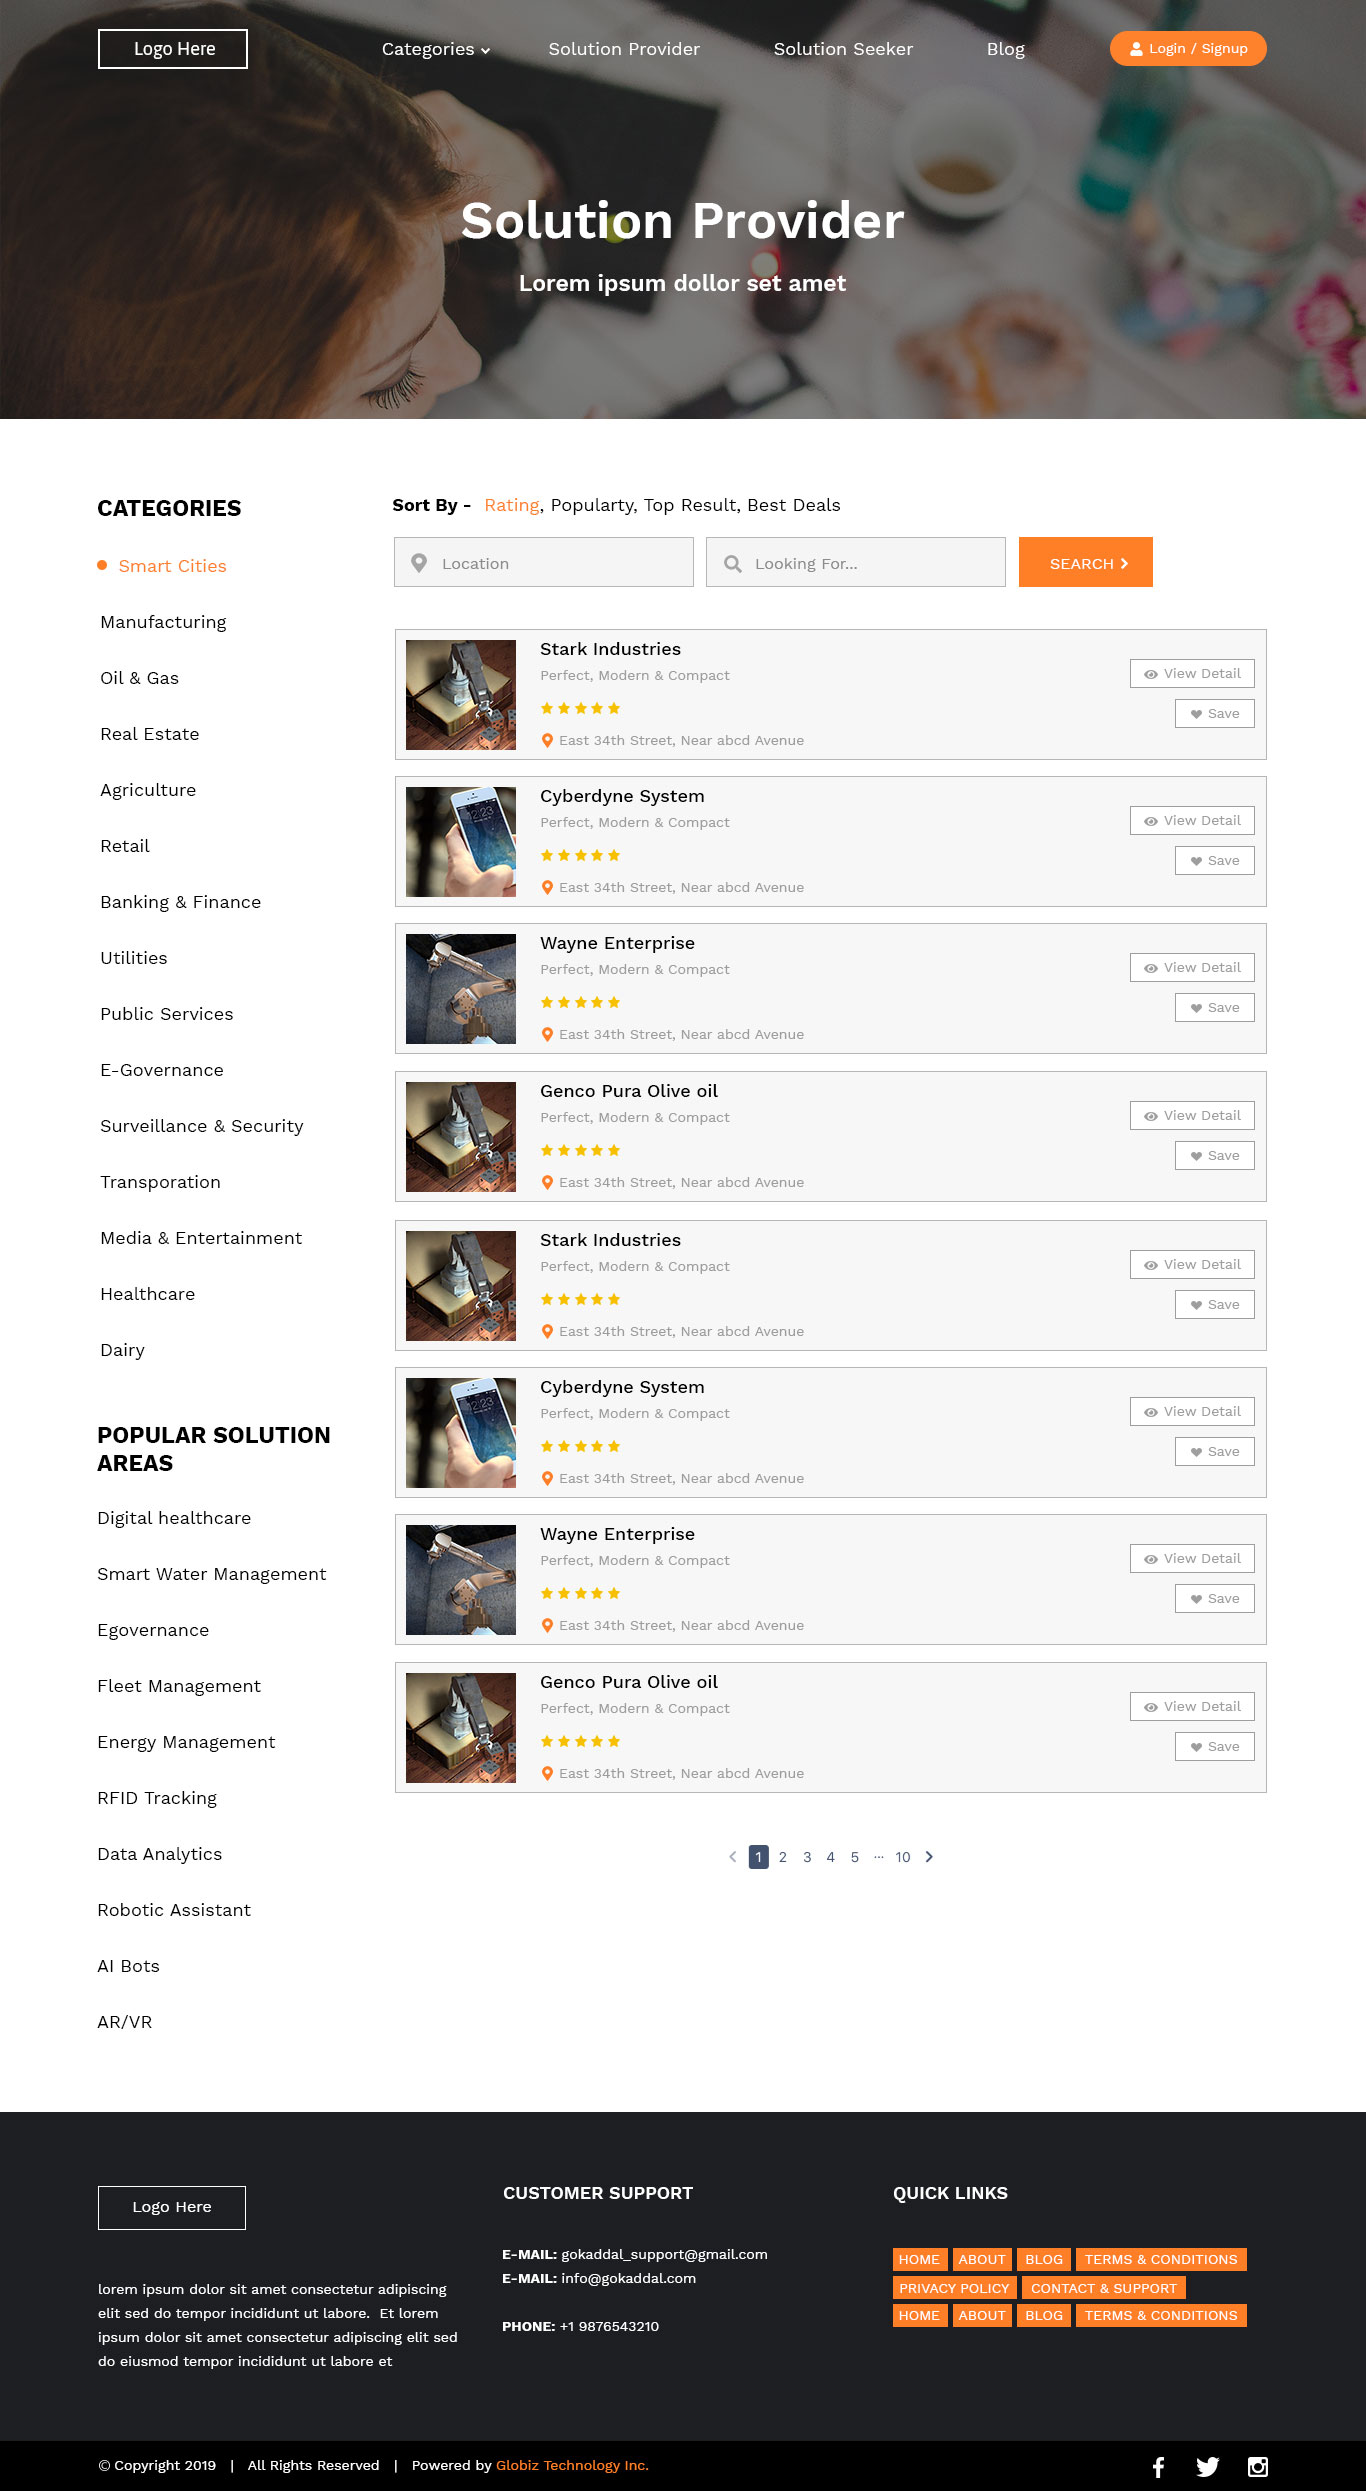 Logo Here
Categories
Solution Provider
Solution Seeker
Blog
Login / Signup
Solution Provider
Lorem ipsum dollor set amet
CATEGORIES
Smart Cities
Manufacturing
Oil & Gas
Real Estate
Agriculture
Retail
Banking & Finance
Utilities
Public Services
E-Governance
Surveillance & Security
Transporation
Media & Entertainment
Healthcare
Dairy
POPULAR SOLUTION
AREAS
Digital healthcare
Smart Water Management
Egovernance
Fleet Management
Energy Management
RFID Tracking
Data Analytics
Robotic Assistant
AI Bots
AR/VR
Sort By - Rating, Popularty, Top Result, Best Deals
Location
Looking For...
SEARCH
Stark Industries
Perfect, Modern & Compact
East 34th Street, Near abcd Avenue
View Detail
Save
12:23
Cyberdyne System
Perfect, Modern & Compact
East 34th Street, Near abcd Avenue
View Detail
Save
Wayne Enterprise
Perfect, Modern & Compact
East 34th Street, Near abcd Avenue
View Detail
Save
Genco Pura Olive oil
Perfect, Modern & Compact
East 34th Street, Near abcd Avenue
View Detail
Save
Stark Industries
Perfect, Modern & Compact
East 34th Street, Near abcd Avenue
View Detail
Save
12:23
Cyberdyne System
Perfect, Modern & Compact
East 34th Street, Near abcd Avenue
View Detail
Save
Wayne Enterprise
Perfect, Modern & Compact
East 34th Street, Near abcd Avenue
View Detail
Save
Genco Pura Olive oil
Perfect, Modern & Compact
East 34th Street, Near abcd Avenue
View Detail
Save
1 2 3 4 5 ... 10
Logo Here
lorem ipsum dolor sit amet consectetur adipiscing
elit sed do tempor incididunt ut labore. Et lorem
ipsum dolor sit amet consectetur adipiscing elit sed
do eiusmod tempor incididunt ut labore et
CUSTOMER SUPPORT
E-MAIL: gokaddal_support@gmail.com
E-MAIL: info@gokaddal.com
PHONE: +1 9876543210
QUICK LINKS
HOME ABOUT BLOG TERMS & CONDITIONS
PRIVACY POLICY CONTACT & SUPPORT
HOME ABOUT BLOG TERMS & CONDITIONS
© Copyright 2019 | All Rights Reserved | Powered by Globiz Technology Inc.